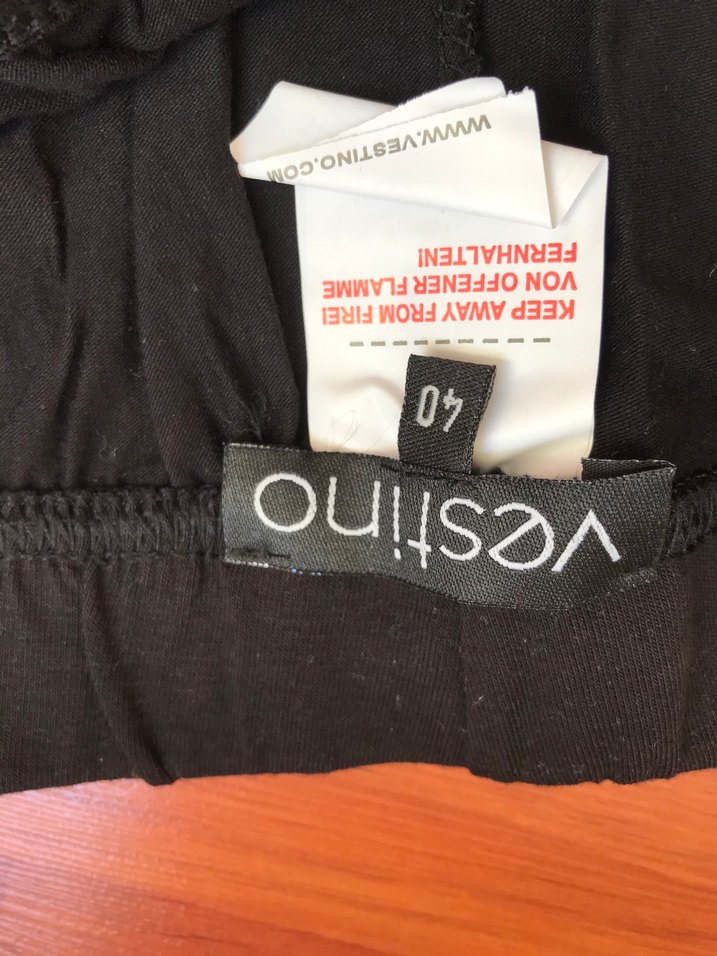 vestino
40
KEEP AWAY FROM FIRE!
VON OFFENER FLAMME
FERNHALTEN!
WWW.VESTINO.COM